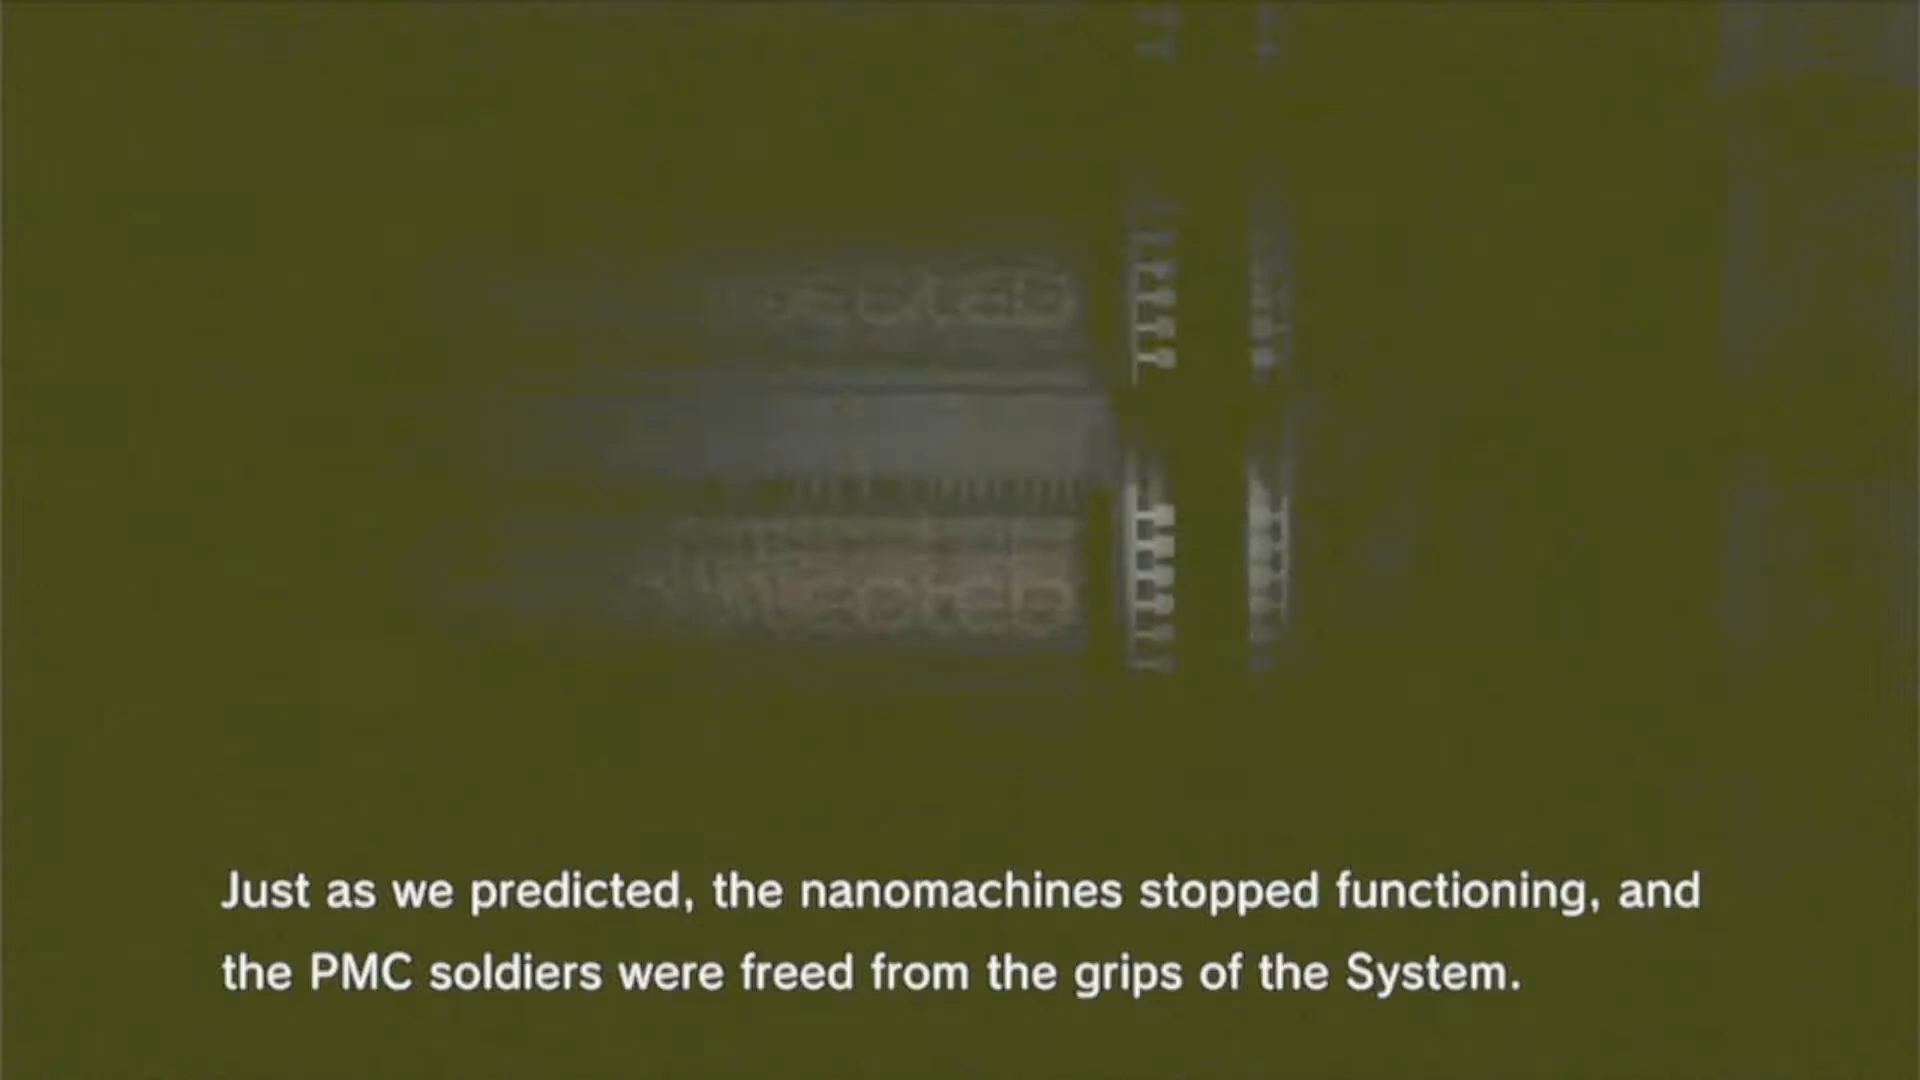 Just as we predicted, the nanomachines stopped functioning, and
the PMC soldiers were freed from the grips of the System.